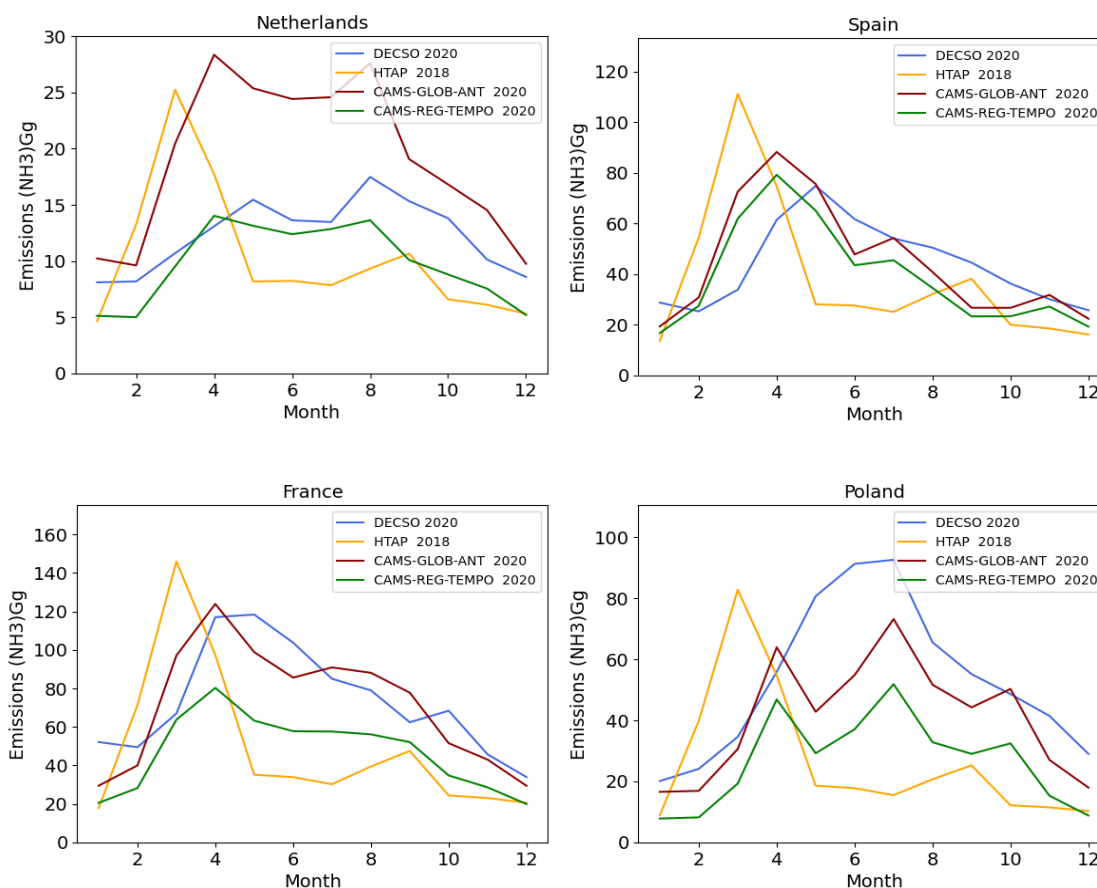 Netherlands
Emissions (NH3)Gg
30
25
20
15
10
5
0
DECSO 2020
HTAP 2018
CAMS-GLOB-ANT 2020
CAMS-REG-TEMPO 2020
2 4 6 8 10 12
Month
Spain
Emissions (NH3)Gg
120
100
80
60
40
20
0
DECSO 2020
HTAP 2018
CAMS-GLOB-ANT 2020
CAMS-REG-TEMPO 2020
2 4 6 8 10 12
Month
France
Emissions (NH3)Gg
160
140
120
100
80
60
40
20
0
DECSO 2020
HTAP 2018
CAMS-GLOB-ANT 2020
CAMS-REG-TEMPO 2020
2 4 6 8 10 12
Month
Poland
Emissions (NH3)Gg
100
80
60
40
20
0
DECSO 2020
HTAP 2018
CAMS-GLOB-ANT 2020
CAMS-REG-TEMPO 2020
2 4 6 8 10 12
Month